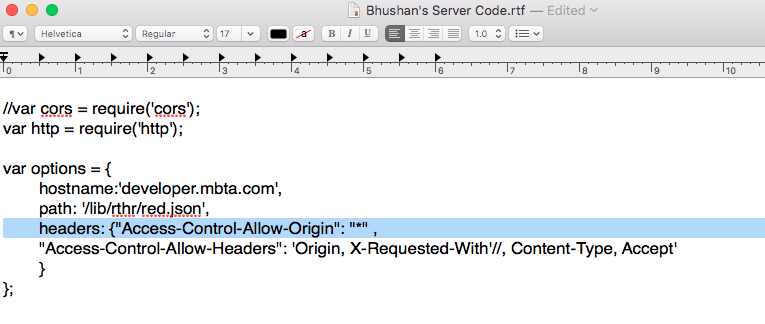 Bhushan's Server Code.rtf — Edited
¶ Helvetica Regular 17 a B I U 1.0
0 1 2 3 4 5 6 7 8 9 10
//var cors = require('cors');
var http = require('http');
var options = {
hostname:'developer.mbta.com',
path: '/lib/rthr/red.json',
headers: {"Access-Control-Allow-Origin": "*" ,
"Access-Control-Allow-Headers": 'Origin, X-Requested-With'//, Content-Type, Accept'
}
};